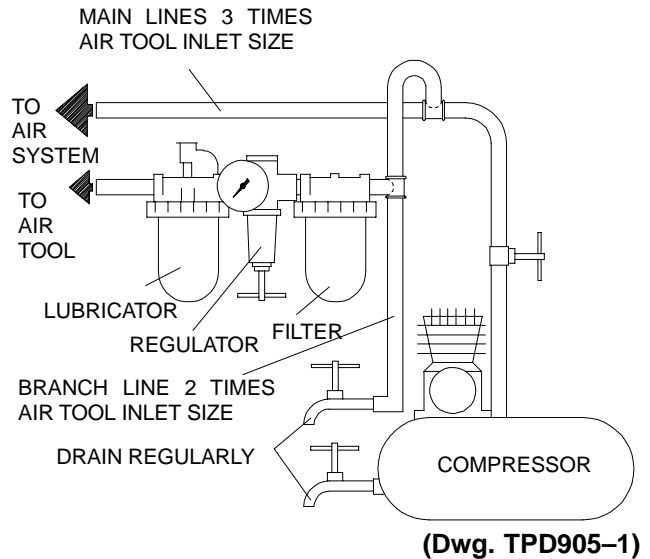 MAIN LINES 3 TIMES
AIR TOOL INLET SIZE
TO
AIR
SYSTEM
TO
AIR
TOOL
LUBRICATOR
REGULATOR
FILTER
BRANCH LINE 2 TIMES
AIR TOOL INLET SIZE
DRAIN REGULARLY
COMPRESSOR
(Dwg. TPD905–1)